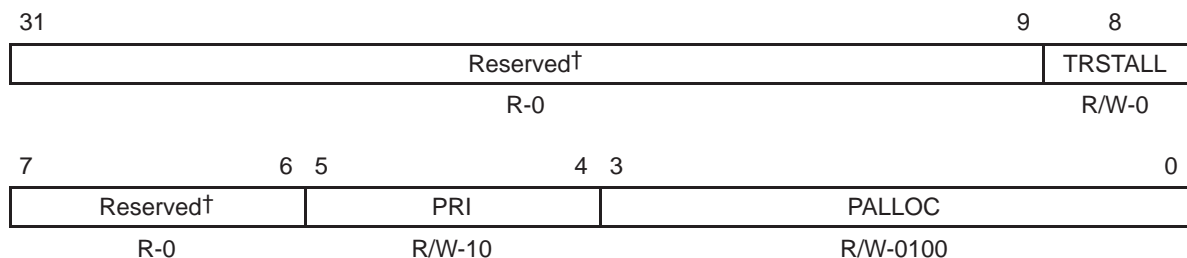 31 9 8
Reserved† TRSTALL
R-0 R/W-0
7 6 5 4 3 0
Reserved† PRI PALLOC
R-0 R/W-10 R/W-0100